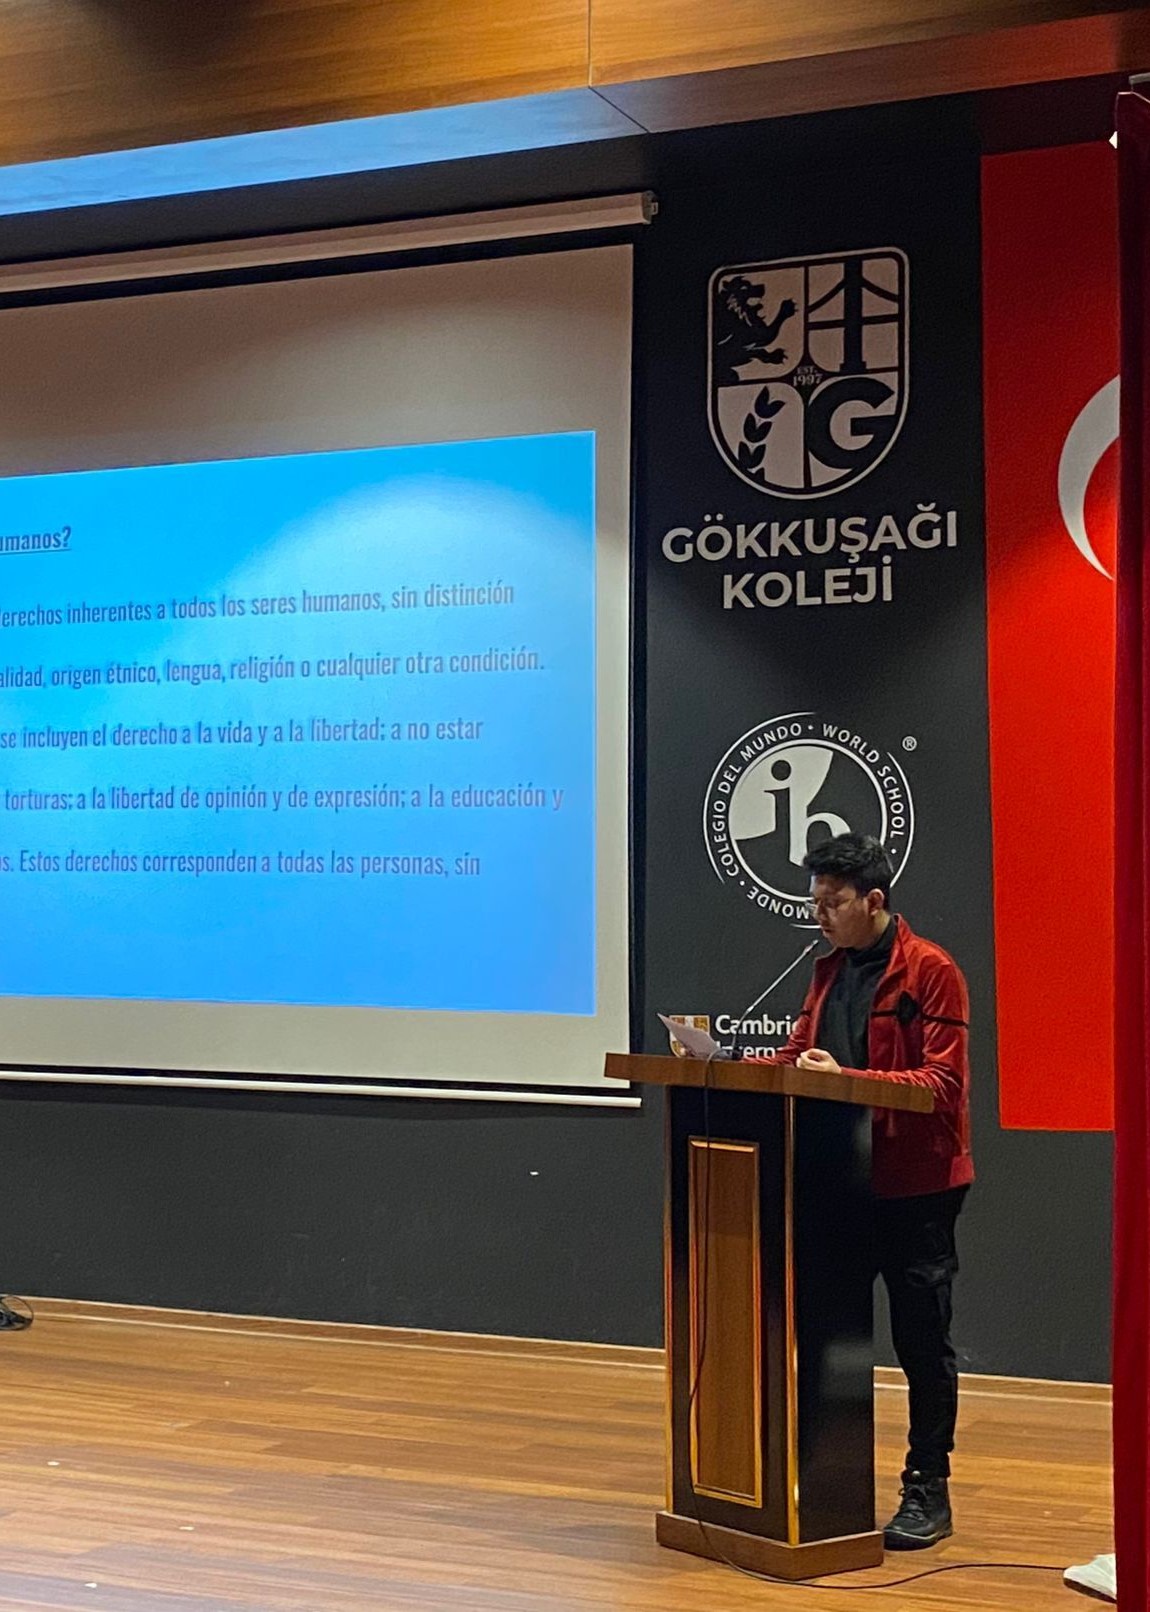 umanos?
erechos inherentes a todos los seres humanos, sin distinción
alidad, origen étnico, lengua, religión o cualquier otra condición.
se incluyen el derecho a la vida y a la libertad; a no estar
torturas; a la libertad de opinión y de expresión; a la educación y
s. Estos derechos corresponden a todas las personas, sin
EST.
1997
G
GÖKKUŞAĞI
KOLEJİ
COLEGIO DEL MUNDO · WORLD SCHOOL ·
MONDE ·
®
ib
Cambri
Intern